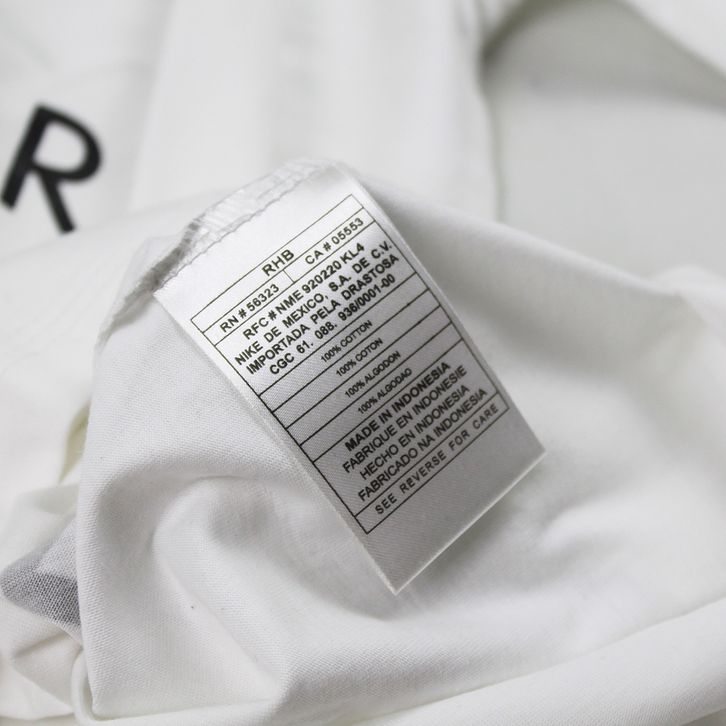 R
RHB
RN # 56323 CA # 05553
RFC # NME 920220 KL4
NIKE DE MEXICO, S.A. DE C.V.
IMPORTADA PELA DRASTOSA
CGC 61. 088. 936/0001-00
100% COTTON
100% COTON
100% ALGODON
100% ALGODAO
MADE IN INDONESIA
FABRIQUE EN INDONESIE
HECHO EN INDONESIA
FABRICADO NA INDONESIA
SEE REVERSE FOR CARE